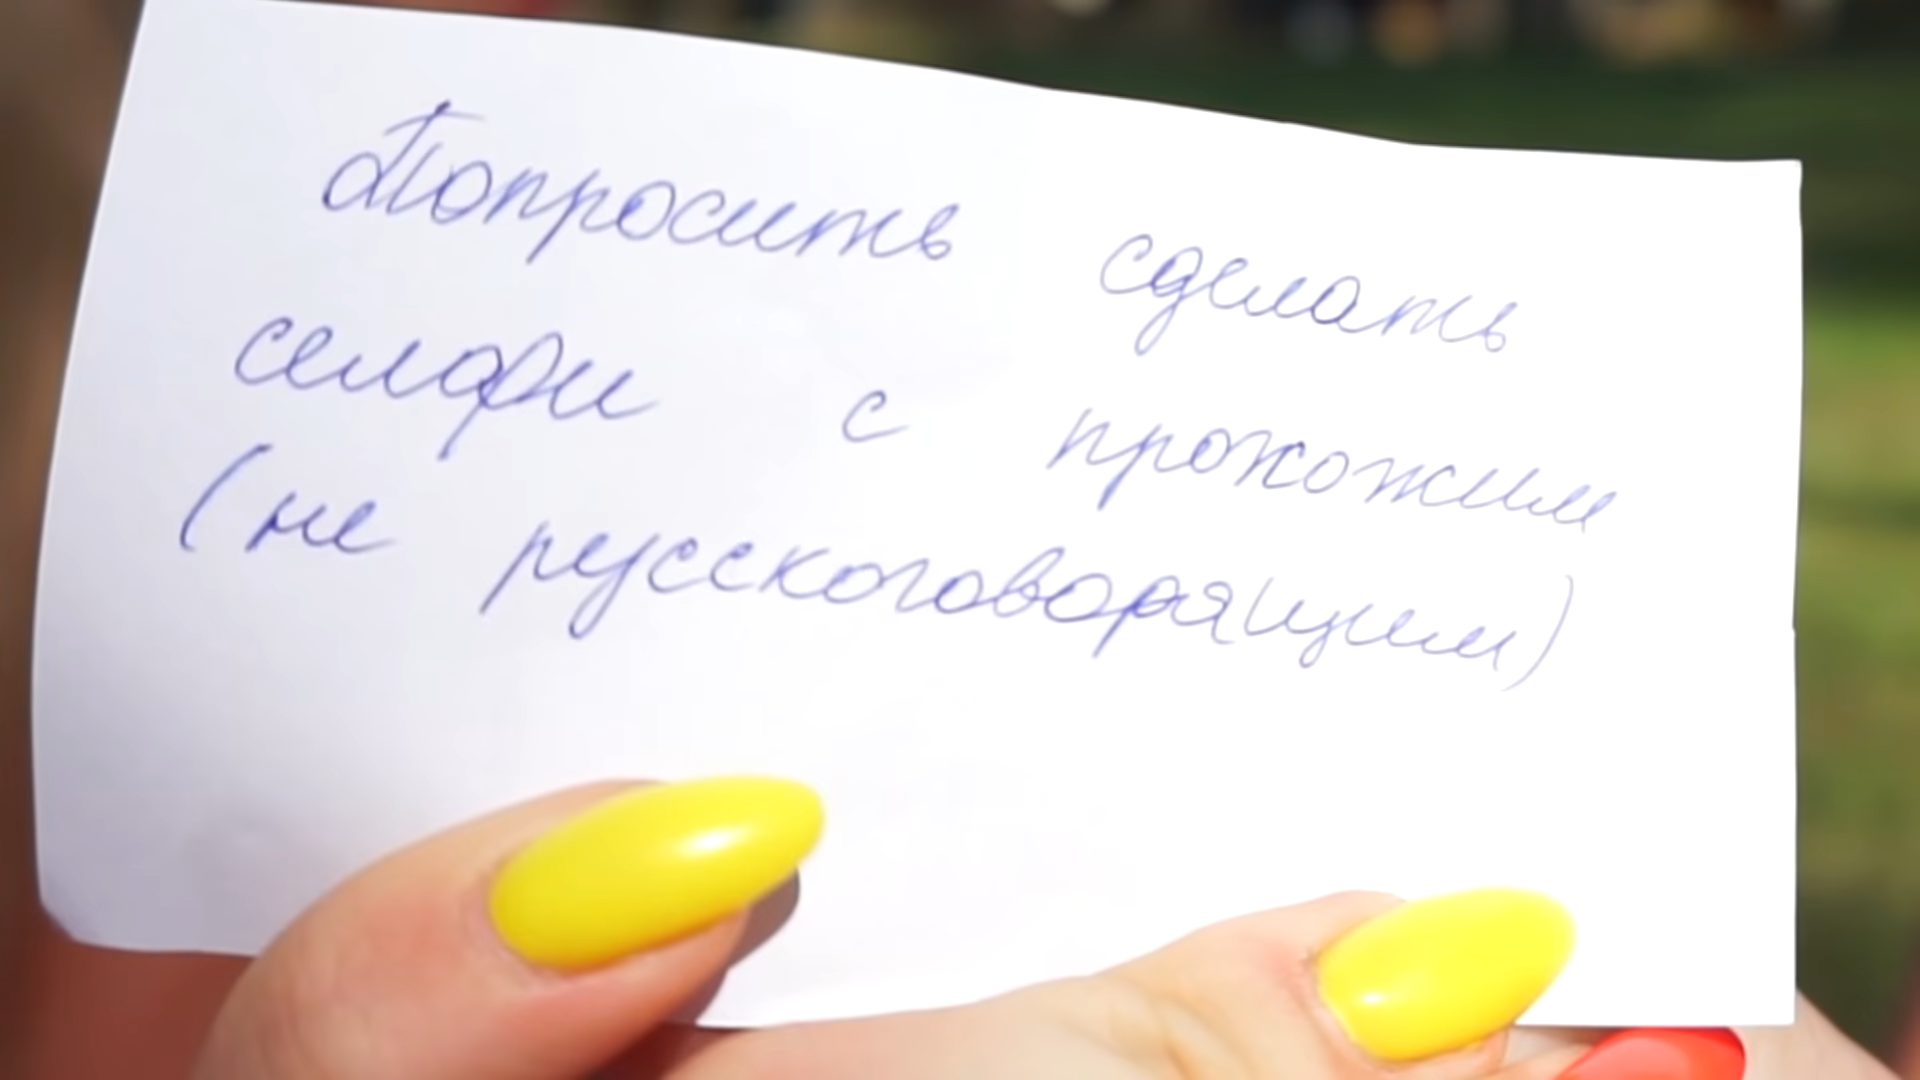 Попросить сделать
селфи с прохожим
(не русскоговорящим)